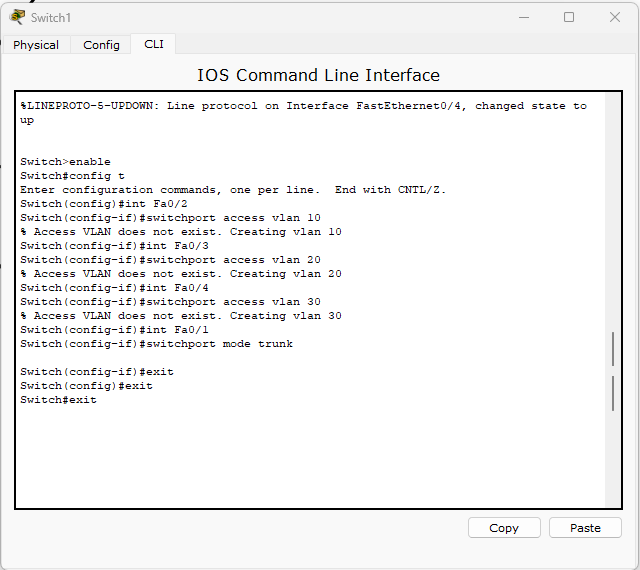 Switch1
Physical Config CLI
IOS Command Line Interface
%LINEPROTO-5-UPDOWN: Line protocol on Interface FastEthernet0/4, changed state to
up
Switch>enable
Switch#config t
Enter configuration commands, one per line.  End with CNTL/Z.
Switch(config)#int Fa0/2
Switch(config-if)#switchport access vlan 10
% Access VLAN does not exist. Creating vlan 10
Switch(config-if)#int Fa0/3
Switch(config-if)#switchport access vlan 20
% Access VLAN does not exist. Creating vlan 20
Switch(config-if)#int Fa0/4
Switch(config-if)#switchport access vlan 30
% Access VLAN does not exist. Creating vlan 30
Switch(config-if)#int Fa0/1
Switch(config-if)#switchport mode trunk
Switch(config-if)#exit
Switch(config)#exit
Switch#exit
Copy Paste